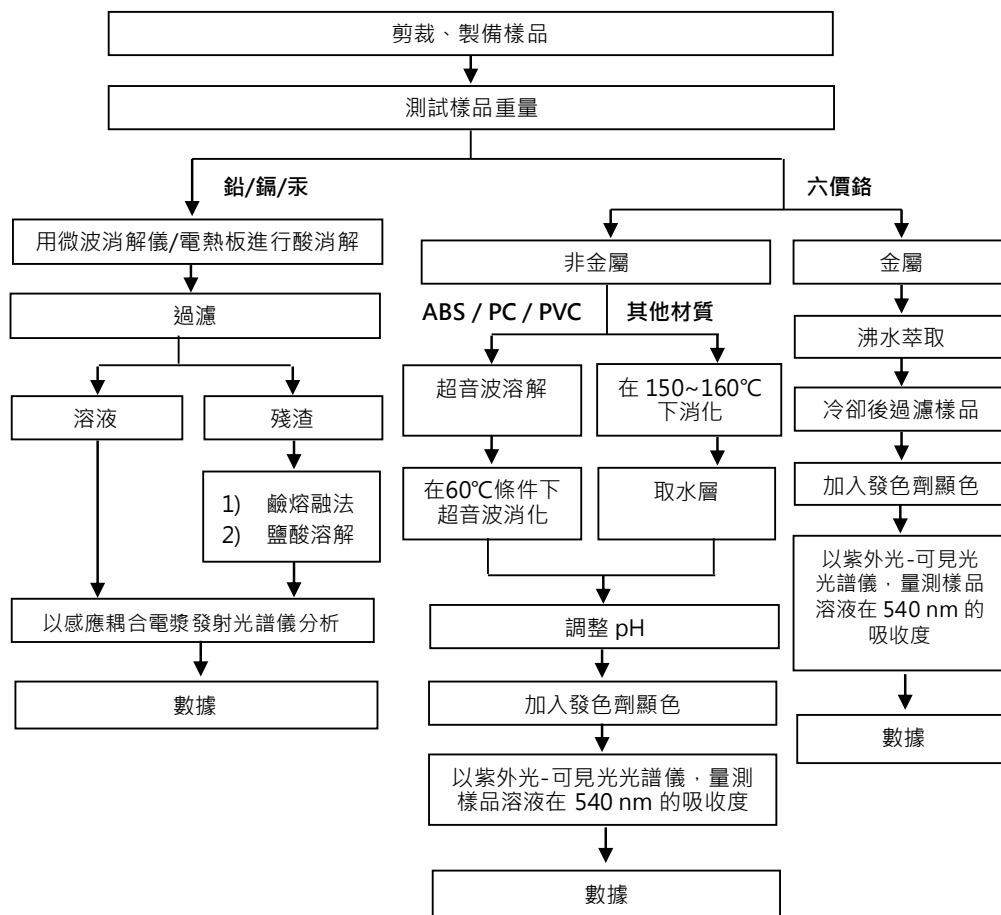 剪裁、製備樣品
測試樣品重量
鉛/鎘/汞
六價鉻
用微波消解儀/電熱板進行酸消解
非金屬
金屬
過濾
ABS / PC / PVC
其他材質
沸水萃取
溶液
殘渣
超音波溶解
在 150~160℃
下消化
冷卻後過濾樣品
1) 鹼熔融法
2) 鹽酸溶解
在60℃條件下
超音波消化
取水層
加入發色劑顯色
以感應耦合電漿發射光譜儀分析
調整 pH
以紫外光-可見光
光譜儀，量測樣品
溶液在 540 nm 的
吸收度
數據
加入發色劑顯色
數據
以紫外光-可見光光譜儀，量測
樣品溶液在 540 nm 的吸收度
數據